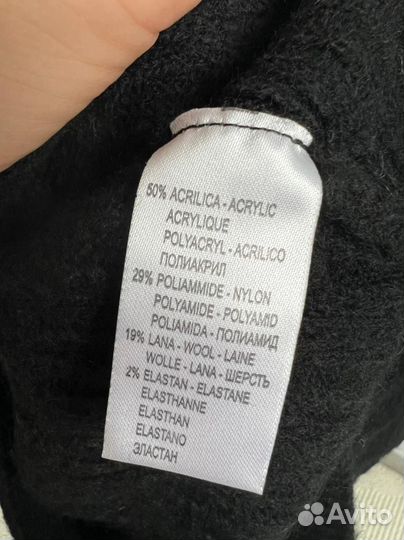 50% ACRILICA - ACRYLIC
ACRYLIQUE
POLYACRYL - ACRILICO
ПОЛИАКРИЛ
29% POLIAMMIDE - NYLON
POLYAMIDE - POLYAMID
POLIAMIDA - ПОЛИАМИД
19% LANA - WOOL - LAINE
WOLLE - LANA - ШЕРСТЬ
2% ELASTAN - ELASTANE
ELASTHANNE
ELASTHAN
ELASTANO
ЭЛАСТАН
Avito